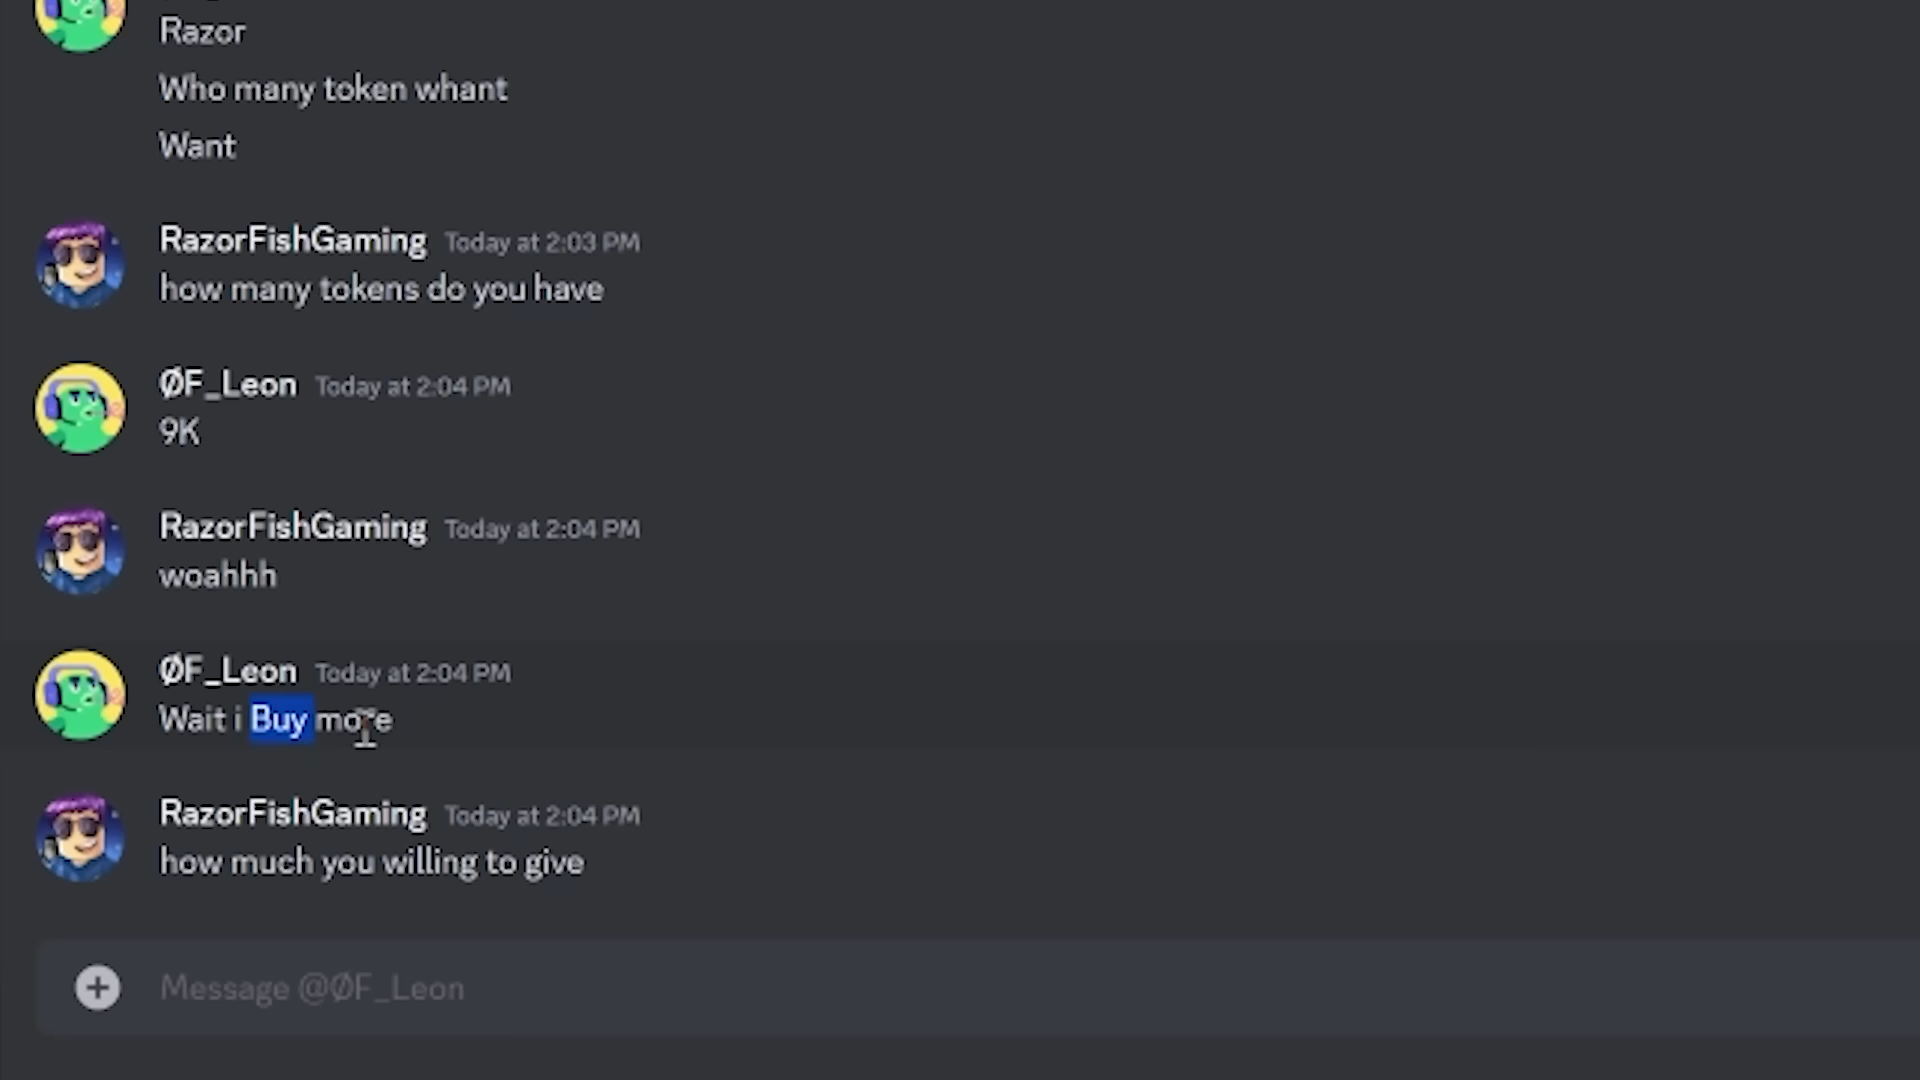 Razor
Who many token whant
Want
RazorFishGaming Today at 2:03 PM
how many tokens do you have
ØF_Leon Today at 2:04 PM
9K
RazorFishGaming Today at 2:04 PM
woahhh
ØF_Leon Today at 2:04 PM
Wait i Buy more
RazorFishGaming Today at 2:04 PM
how much you willing to give
Message @ØF_Leon